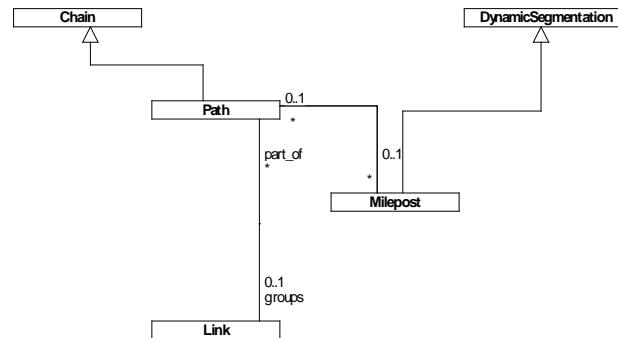 Chain
DynamicSegmentation
0..1
Path
*
part_of
*
0..1
*
Milepost
0..1
groups
Link